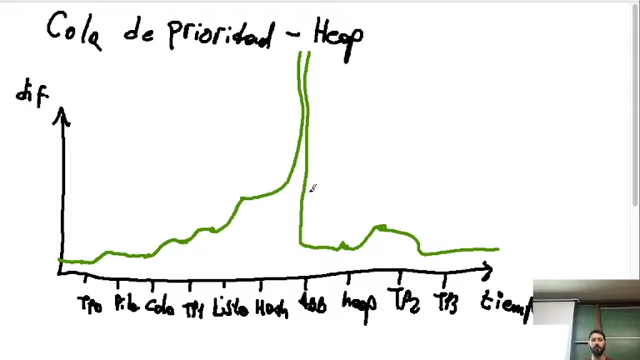 Cola de prioridad - Heap
dif
TP0 Pila Cola TP1 Lista Hash ABB heap TP2 TP3 tiemp